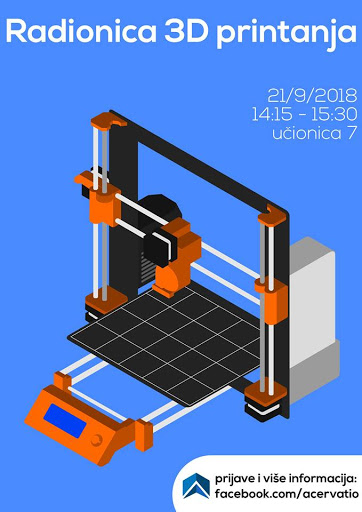 Radionica 3D printanja
21/9/2018
14:15 - 15:30
učionica 7
prijave i više informacija:
facebook.com/acervatio